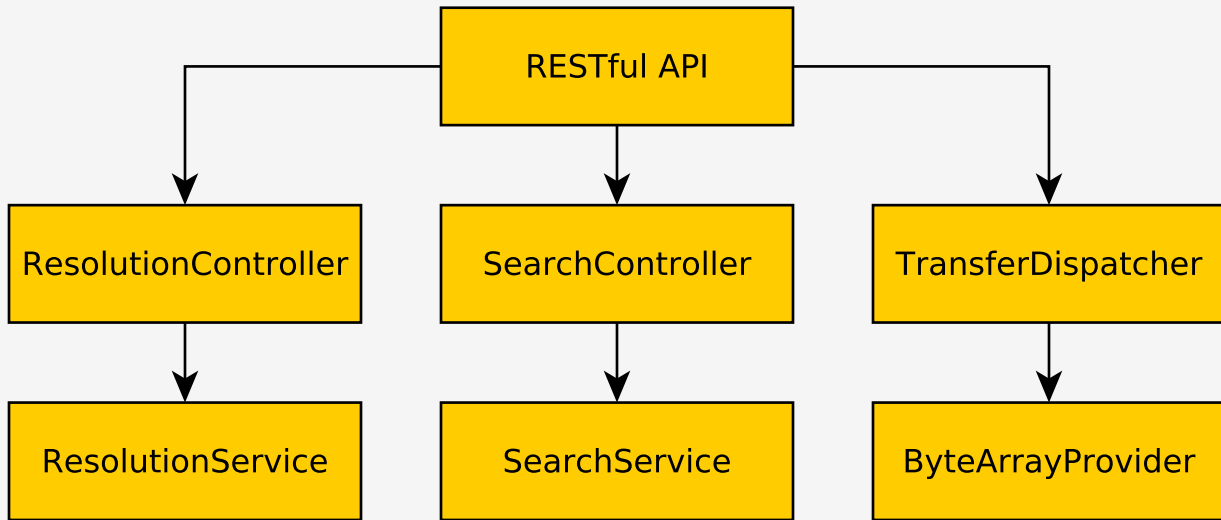 RESTful API
ResolutionController
SearchController
TransferDispatcher
ResolutionService
SearchService
ByteArrayProvider